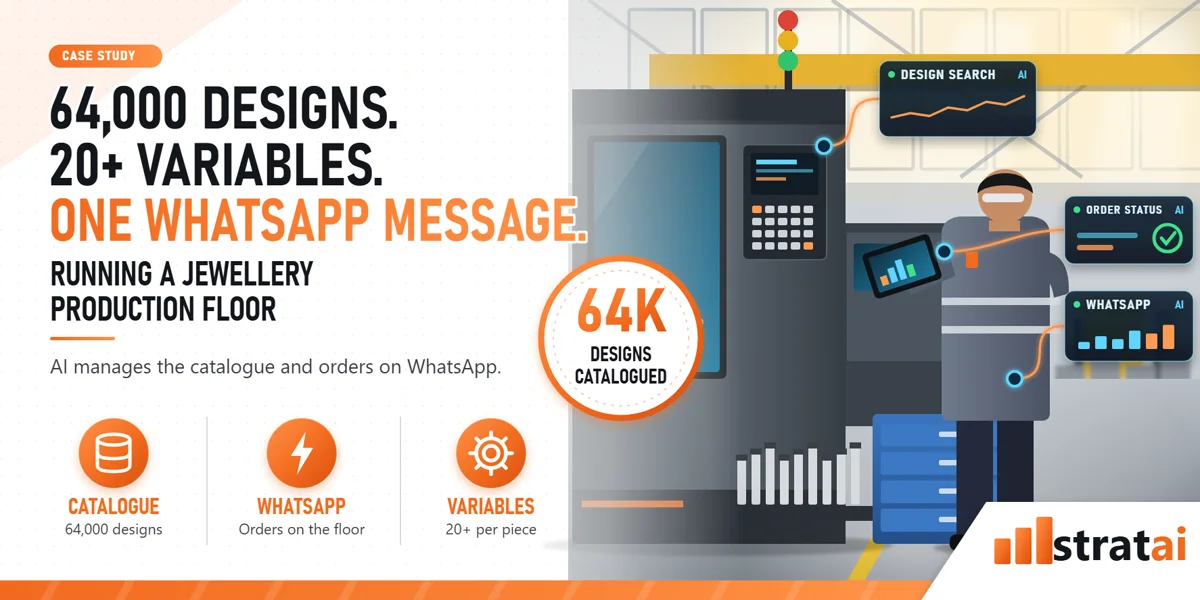 CASE STUDY
64,000 DESIGNS.
20+ VARIABLES.
ONE WHATSAPP MESSAGE.
RUNNING A JEWELLERY
PRODUCTION FLOOR
AI manages the catalogue and orders on WhatsApp.
CATALOGUE
64,000 designs
WHATSAPP
Orders on the floor
VARIABLES
20+ per piece
64K
DESIGNS
CATALOGUED
DESIGN SEARCH AI
ORDER STATUS AI
WHATSAPP AI
stratai